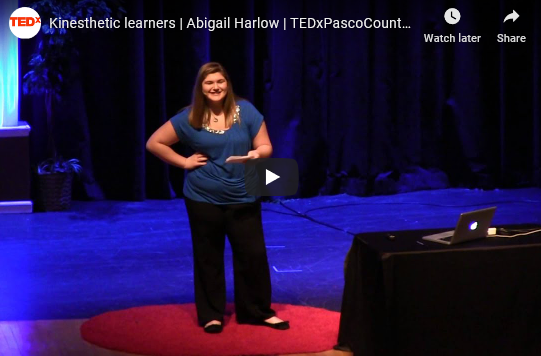 TEDx
Kinesthetic learners | Abigail Harlow | TEDxPascoCount...
Watch later
Share